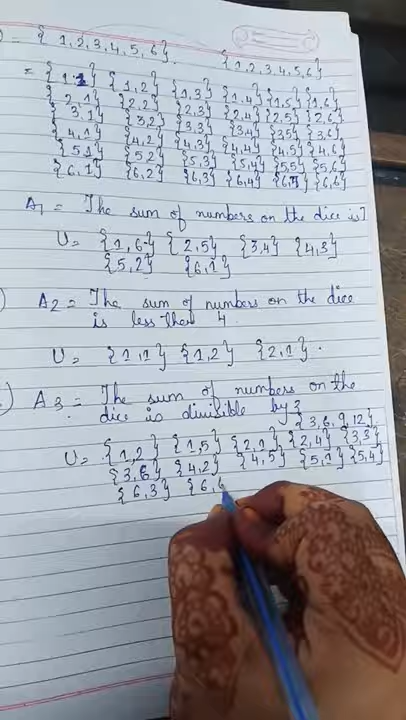 = { 1,2,3,4,5,6}. {1,2,3,4,5,6}
= {1,1} {1,2} {1,3} {1,4} {1,5} {1,6}
{2,1} {2,2} {2,3} {2,4} {2,5} {2,6}
{3,1} {3,2} {3,3} {3,4} {3,5} {3,6}
{4,1} {4,2} {4,3} {4,4} {4,5} {4,6}
{5,1} {5,2} {5,3} {5,4} {5,5} {5,6}
{6,1} {6,2} {6,3} {6,4} {6,5} {6,6}
A1 = The sum of numbers on the dice is 7
U = {1,6} {2,5} {3,4} {4,3}
{5,2} {6,1}
A2 = The sum of numbers on the dice
is less than 4.
U = {1,1} {1,2} {2,1}.
A3 = The sum of numbers on the
dice is divisible by 3
{3,6,9,12}
U = {1,2} {1,5} {2,1} {2,4} {3,3}
{3,6} {4,2} {4,5} {5,1} {5,4}
{6,3} {6,6